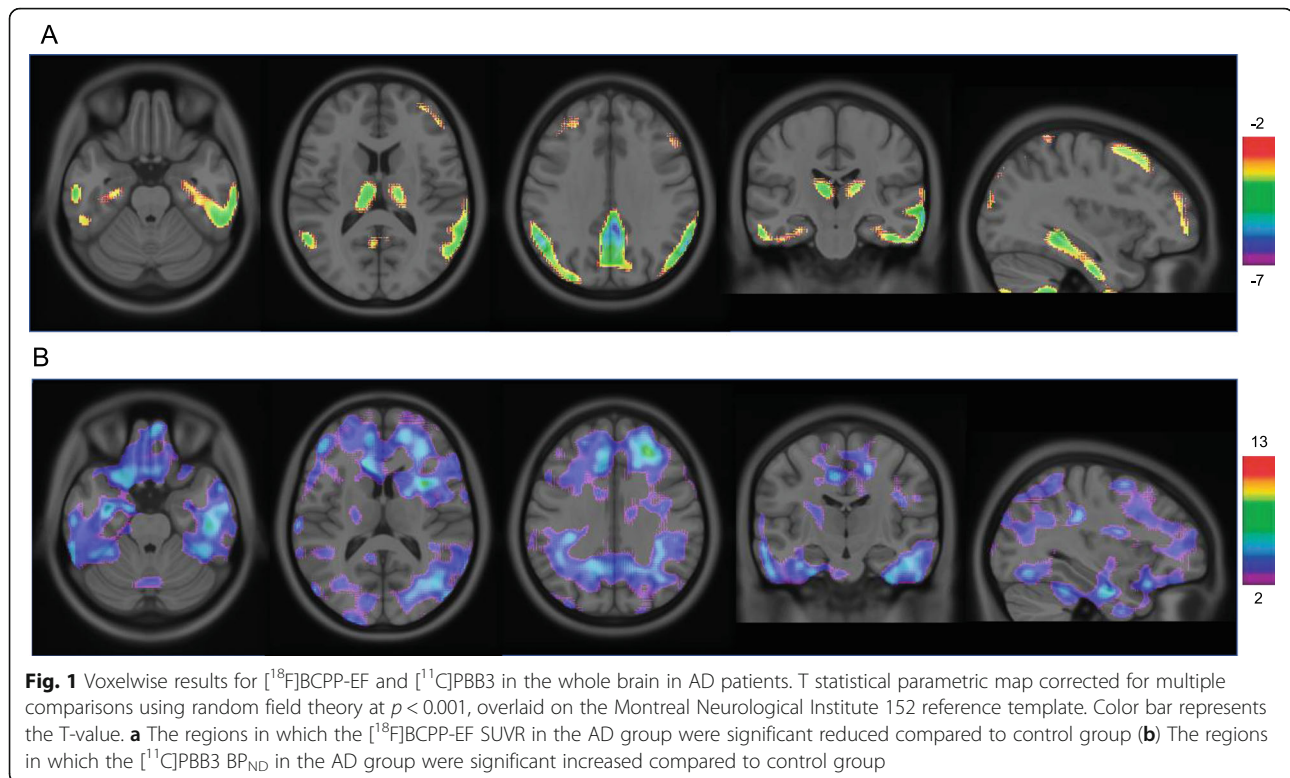 A
-2
-7
B
13
2
Fig. 1 Voxelwise results for [¹⁸F]BCPP-EF and [¹¹C]PBB3 in the whole brain in AD patients. T statistical parametric map corrected for multiple
comparisons using random field theory at p < 0.001, overlaid on the Montreal Neurological Institute 152 reference template. Color bar represents
the T-value. a The regions in which the [¹⁸F]BCPP-EF SUVR in the AD group were significant reduced compared to control group (b) The regions
in which the [¹¹C]PBB3 BP_ND in the AD group were significant increased compared to control group